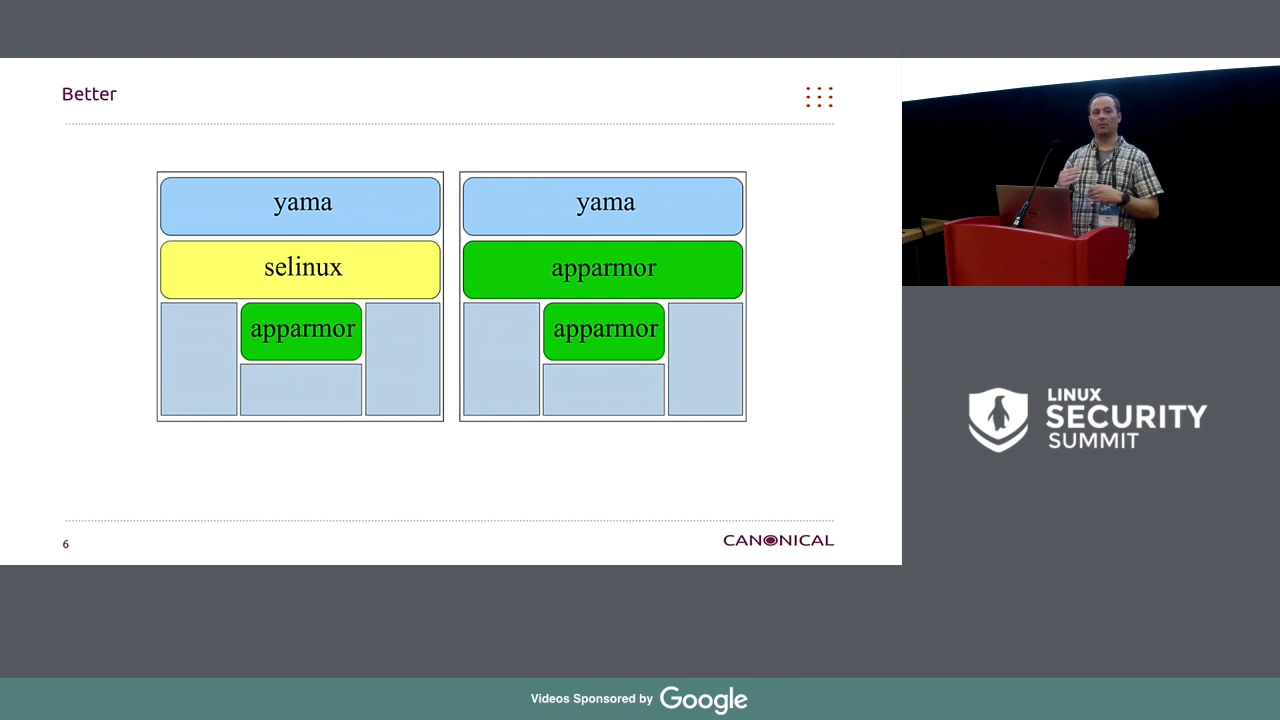 Better
yama
selinux
apparmor
yama
apparmor
apparmor
6
CANONICAL
LINUX
SECURITY
SUMMIT
Videos Sponsored by Google